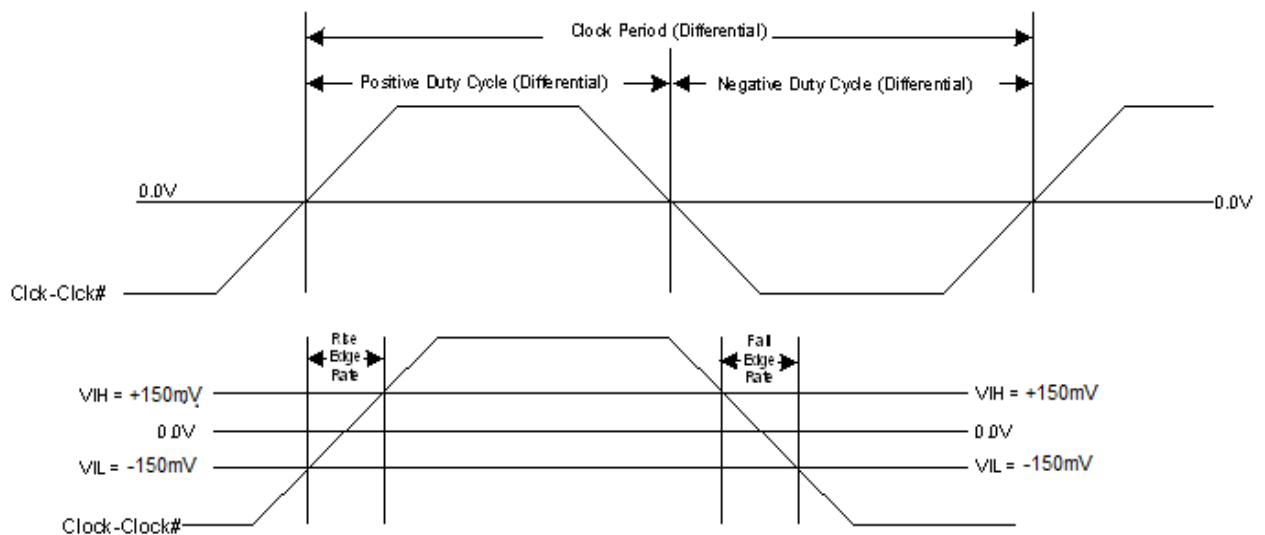 Clock Period (Differential)
Positive Duty Cycle (Differential)
Negative Duty Cycle (Differential)
0.0V
0.0V
Clck-Clck#
Rise
Edge
Rate
Fall
Edge
Rate
VIH = +150mV
VIH = +150mV
0.0V
0.0V
VIL = -150mV
VIL = -150mV
Clock-Clock#